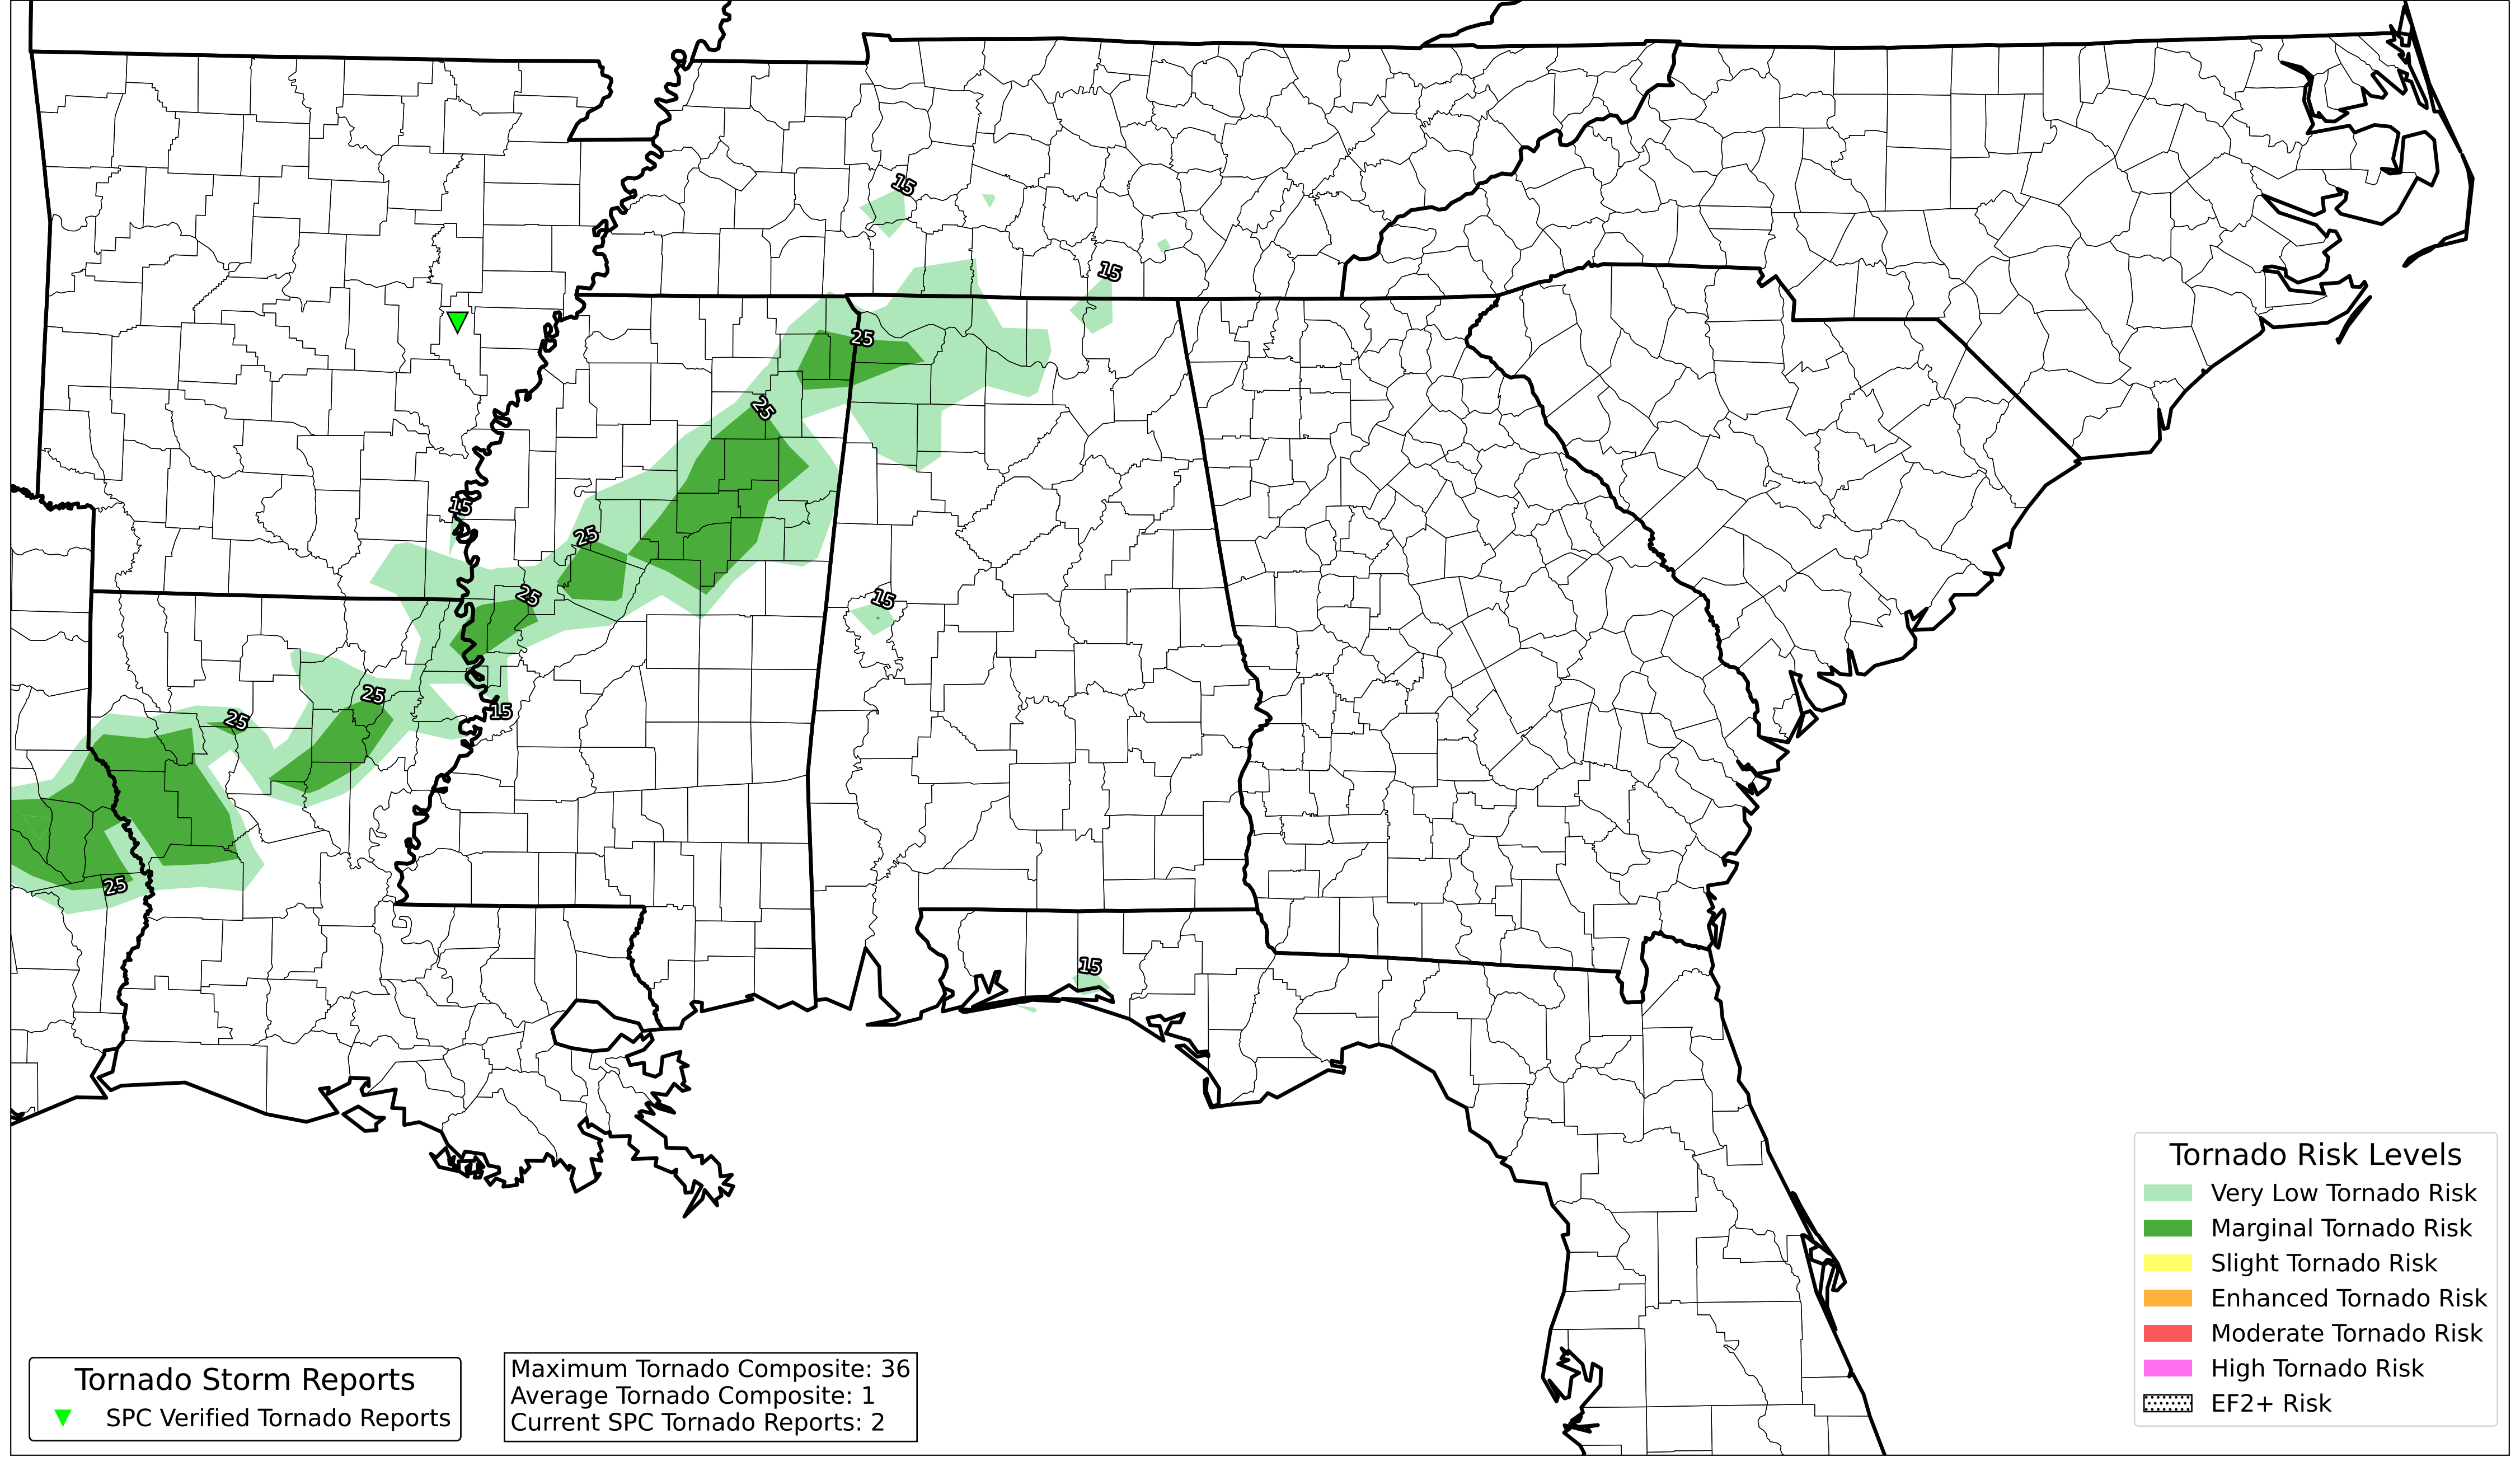 15
15
25
25
15
25
25
15
25
15
25
25
15
Tornado Risk Levels
Very Low Tornado Risk
Marginal Tornado Risk
Slight Tornado Risk
Enhanced Tornado Risk
Moderate Tornado Risk
High Tornado Risk
EF2+ Risk
Tornado Storm Reports
SPC Verified Tornado Reports
Maximum Tornado Composite: 36
Average Tornado Composite: 1
Current SPC Tornado Reports: 2